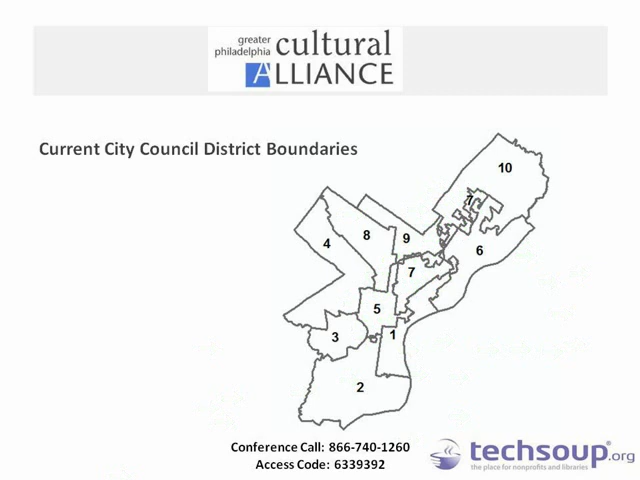 greater
philadelphia
cultural
ALLIANCE
Current City Council District Boundaries
10
7
8
9
4
6
7
5
1
3
2
Conference Call: 866-740-1260
Access Code: 6339392
techsoup.org
the place for nonprofits and libraries